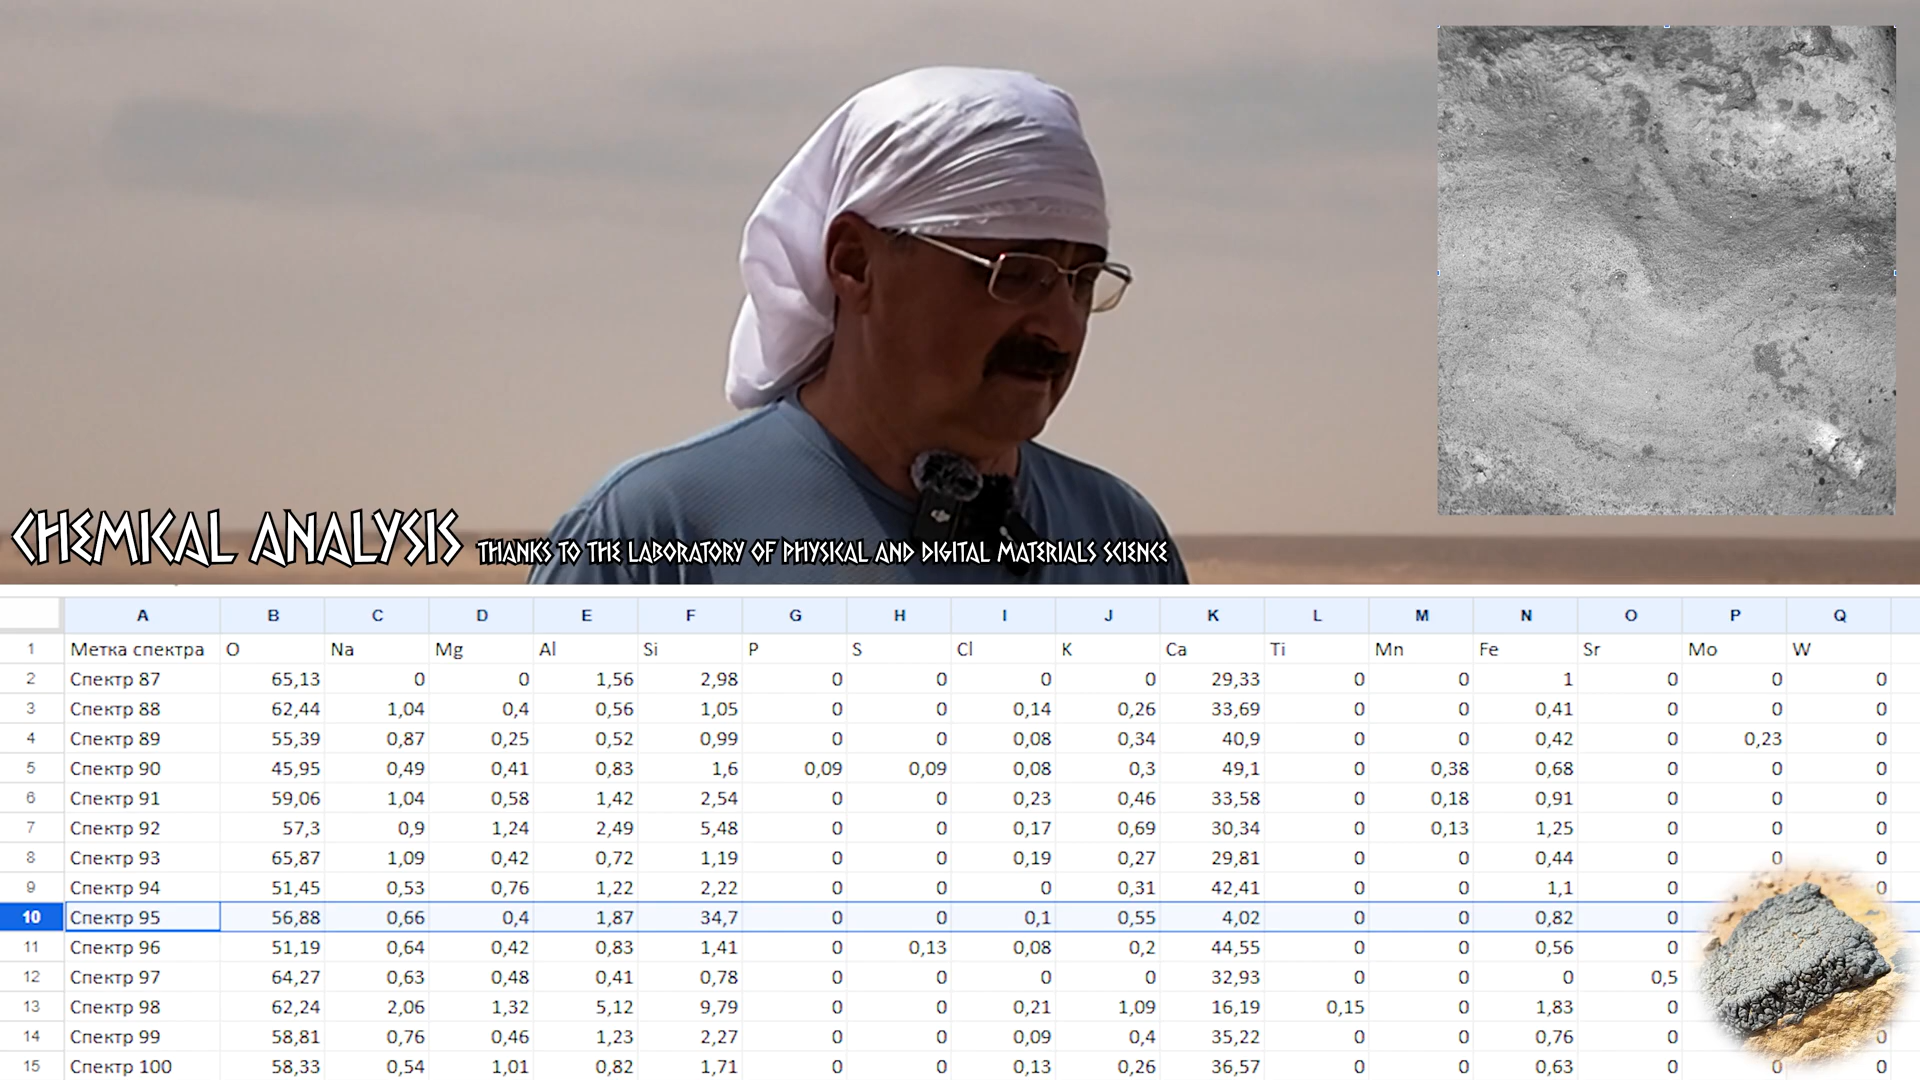 CHEMICAL ANALYSIS THANKS TO THE LABORATORY OF PHYSICAL AND DIGITAL MATERIALS SCIENCE
A B C D E F G H I J K L M N O P Q
1 Метка спектра O Na Mg Al Si P S Cl K Ca Ti Mn Fe Sr Mo W
2 Спектр 87 65,13 0 0 1,56 2,98 0 0 0 0 29,33 0 0 1 0 0 0
3 Спектр 88 62,44 1,04 0,4 0,56 1,05 0 0 0,14 0,26 33,69 0 0 0,41 0 0 0
4 Спектр 89 55,39 0,87 0,25 0,52 0,99 0 0 0,08 0,34 40,9 0 0 0,42 0 0,23 0
5 Спектр 90 45,95 0,49 0,41 0,83 1,6 0,09 0,09 0,08 0,3 49,1 0 0,38 0,68 0 0 0
6 Спектр 91 59,06 1,04 0,58 1,42 2,54 0 0 0,23 0,46 33,58 0 0,18 0,91 0 0 0
7 Спектр 92 57,3 0,9 1,24 2,49 5,48 0 0 0,17 0,69 30,34 0 0,13 1,25 0 0 0
8 Спектр 93 65,87 1,09 0,42 0,72 1,19 0 0 0,19 0,27 29,81 0 0 0,44 0 0 0
9 Спектр 94 51,45 0,53 0,76 1,22 2,22 0 0 0 0,31 42,41 0 0 1,1 0 0
10 Спектр 95 56,88 0,66 0,4 1,87 34,7 0 0 0,1 0,55 4,02 0 0 0,82 0
11 Спектр 96 51,19 0,64 0,42 0,83 1,41 0 0,13 0,08 0,2 44,55 0 0 0,56 0
12 Спектр 97 64,27 0,63 0,48 0,41 0,78 0 0 0 0 32,93 0 0 0 0,5
13 Спектр 98 62,24 2,06 1,32 5,12 9,79 0 0 0,21 1,09 16,19 0,15 0 1,83 0
14 Спектр 99 58,81 0,76 0,46 1,23 2,27 0 0 0,09 0,4 35,22 0 0 0,76 0 0
15 Спектр 100 58,33 0,54 1,01 0,82 1,71 0 0 0,13 0,26 36,57 0 0 0,63 0 0 0